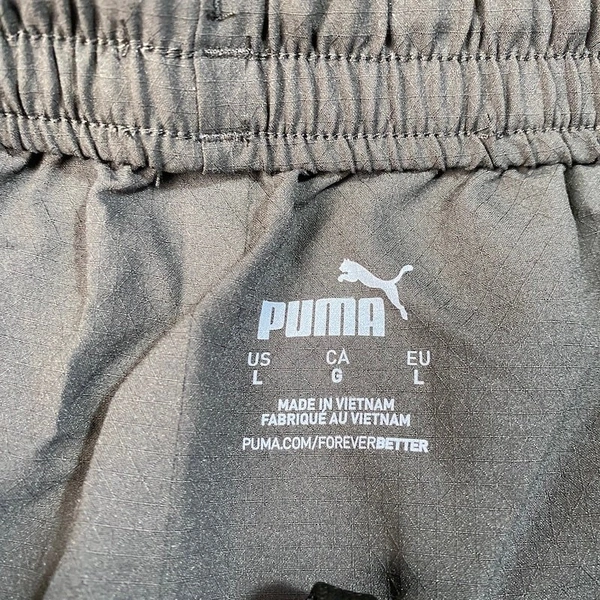 PUMA
US CA EU
L G L
MADE IN VIETNAM
FABRIQUÉ AU VIETNAM
PUMA.COM/FOREVERBETTER